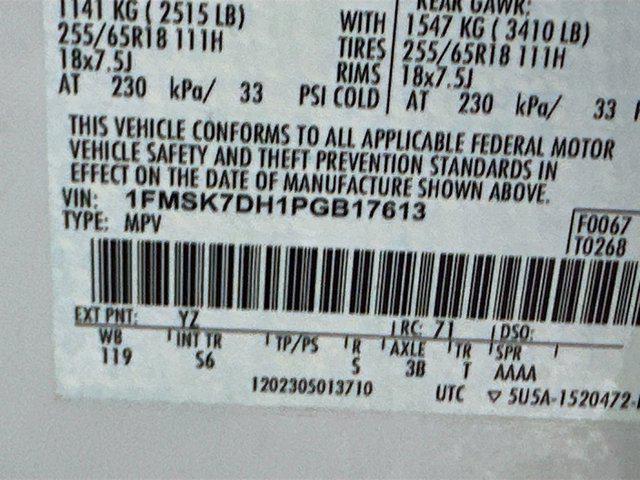 1141 KG ( 2515 LB) WITH REAR GAWR: 1547 KG ( 3410 LB)
255/65R18 111H TIRES 255/65R18 111H
18x7.5J RIMS 18x7.5J
AT 230 kPa/ 33 PSI COLD AT 230 kPa/ 33
THIS VEHICLE CONFORMS TO ALL APPLICABLE FEDERAL MOTOR
VEHICLE SAFETY AND THEFT PREVENTION STANDARDS IN
EFFECT ON THE DATE OF MANUFACTURE SHOWN ABOVE.
VIN: 1FMSK7DH1PGB17613
TYPE: MPV
F0067
T0268
EXT PNT: YZ RC: 71 DSO:
WB INT TR TP/PS R AXLE TR SPR
119 S6 S 3B T AAAA
1202305013710 UTC ▽ 5U5A-1520472-